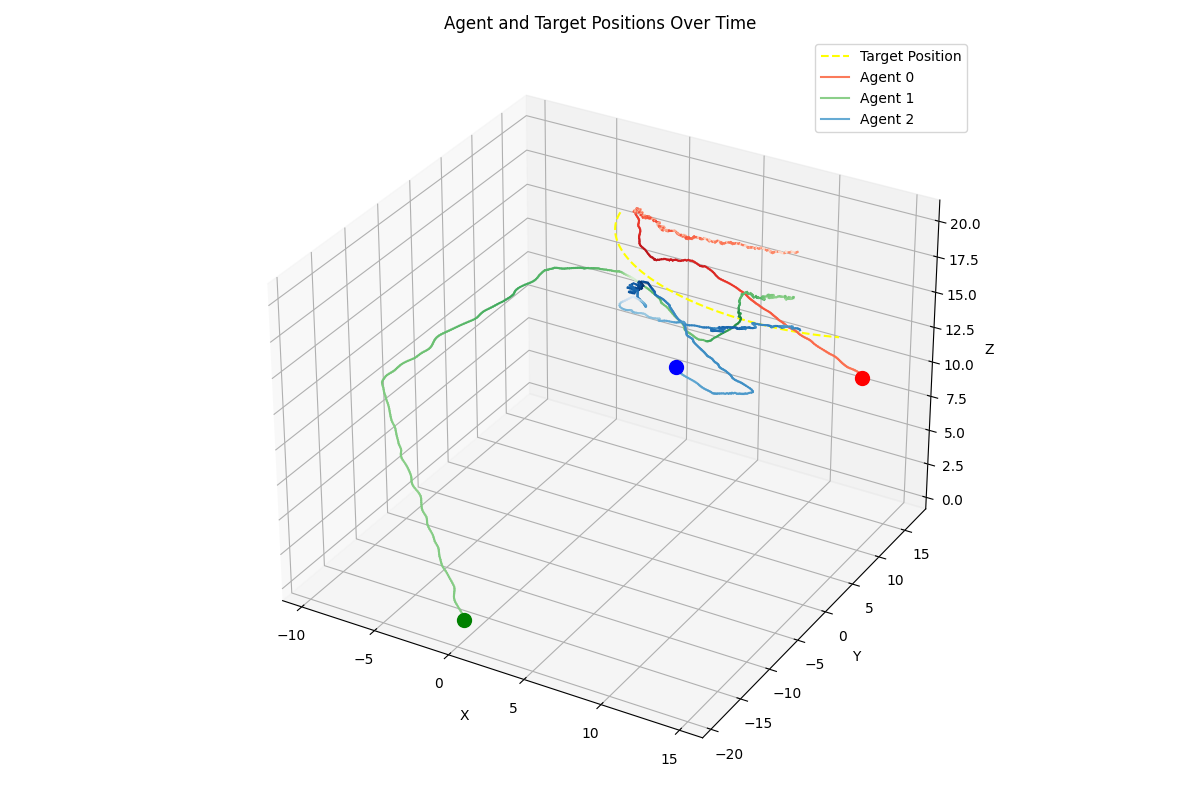 Agent and Target Positions Over Time
Target Position
Agent 0
Agent 1
Agent 2
20.0
17.5
15.0
12.5
Z
10.0
7.5
5.0
2.5
0.0
15
10
5
0
Y
−5
−10
−15
−20
−10
−5
0
X
5
10
15